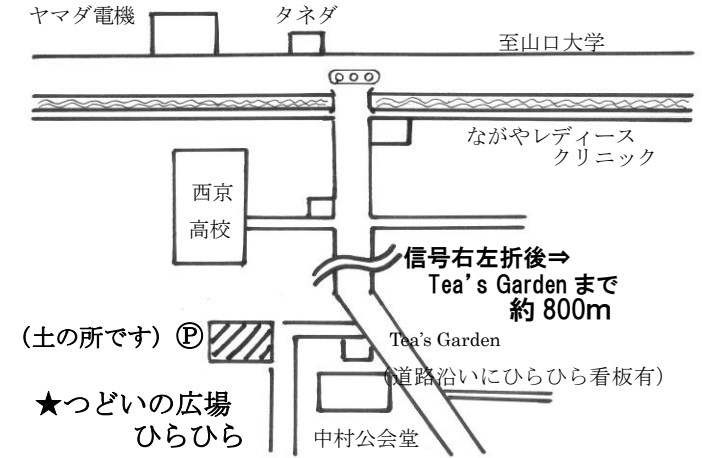 ヤマダ電機
タネダ
至山口大学
ながやレディース
クリニック
西京
高校
信号右左折後⇒
Tea's Gardenまで
約800m
(土の所です)Ⓟ
Tea's Garden
(道路沿いにひらひら看板有)
★つどいの広場
ひらひら
中村公会堂